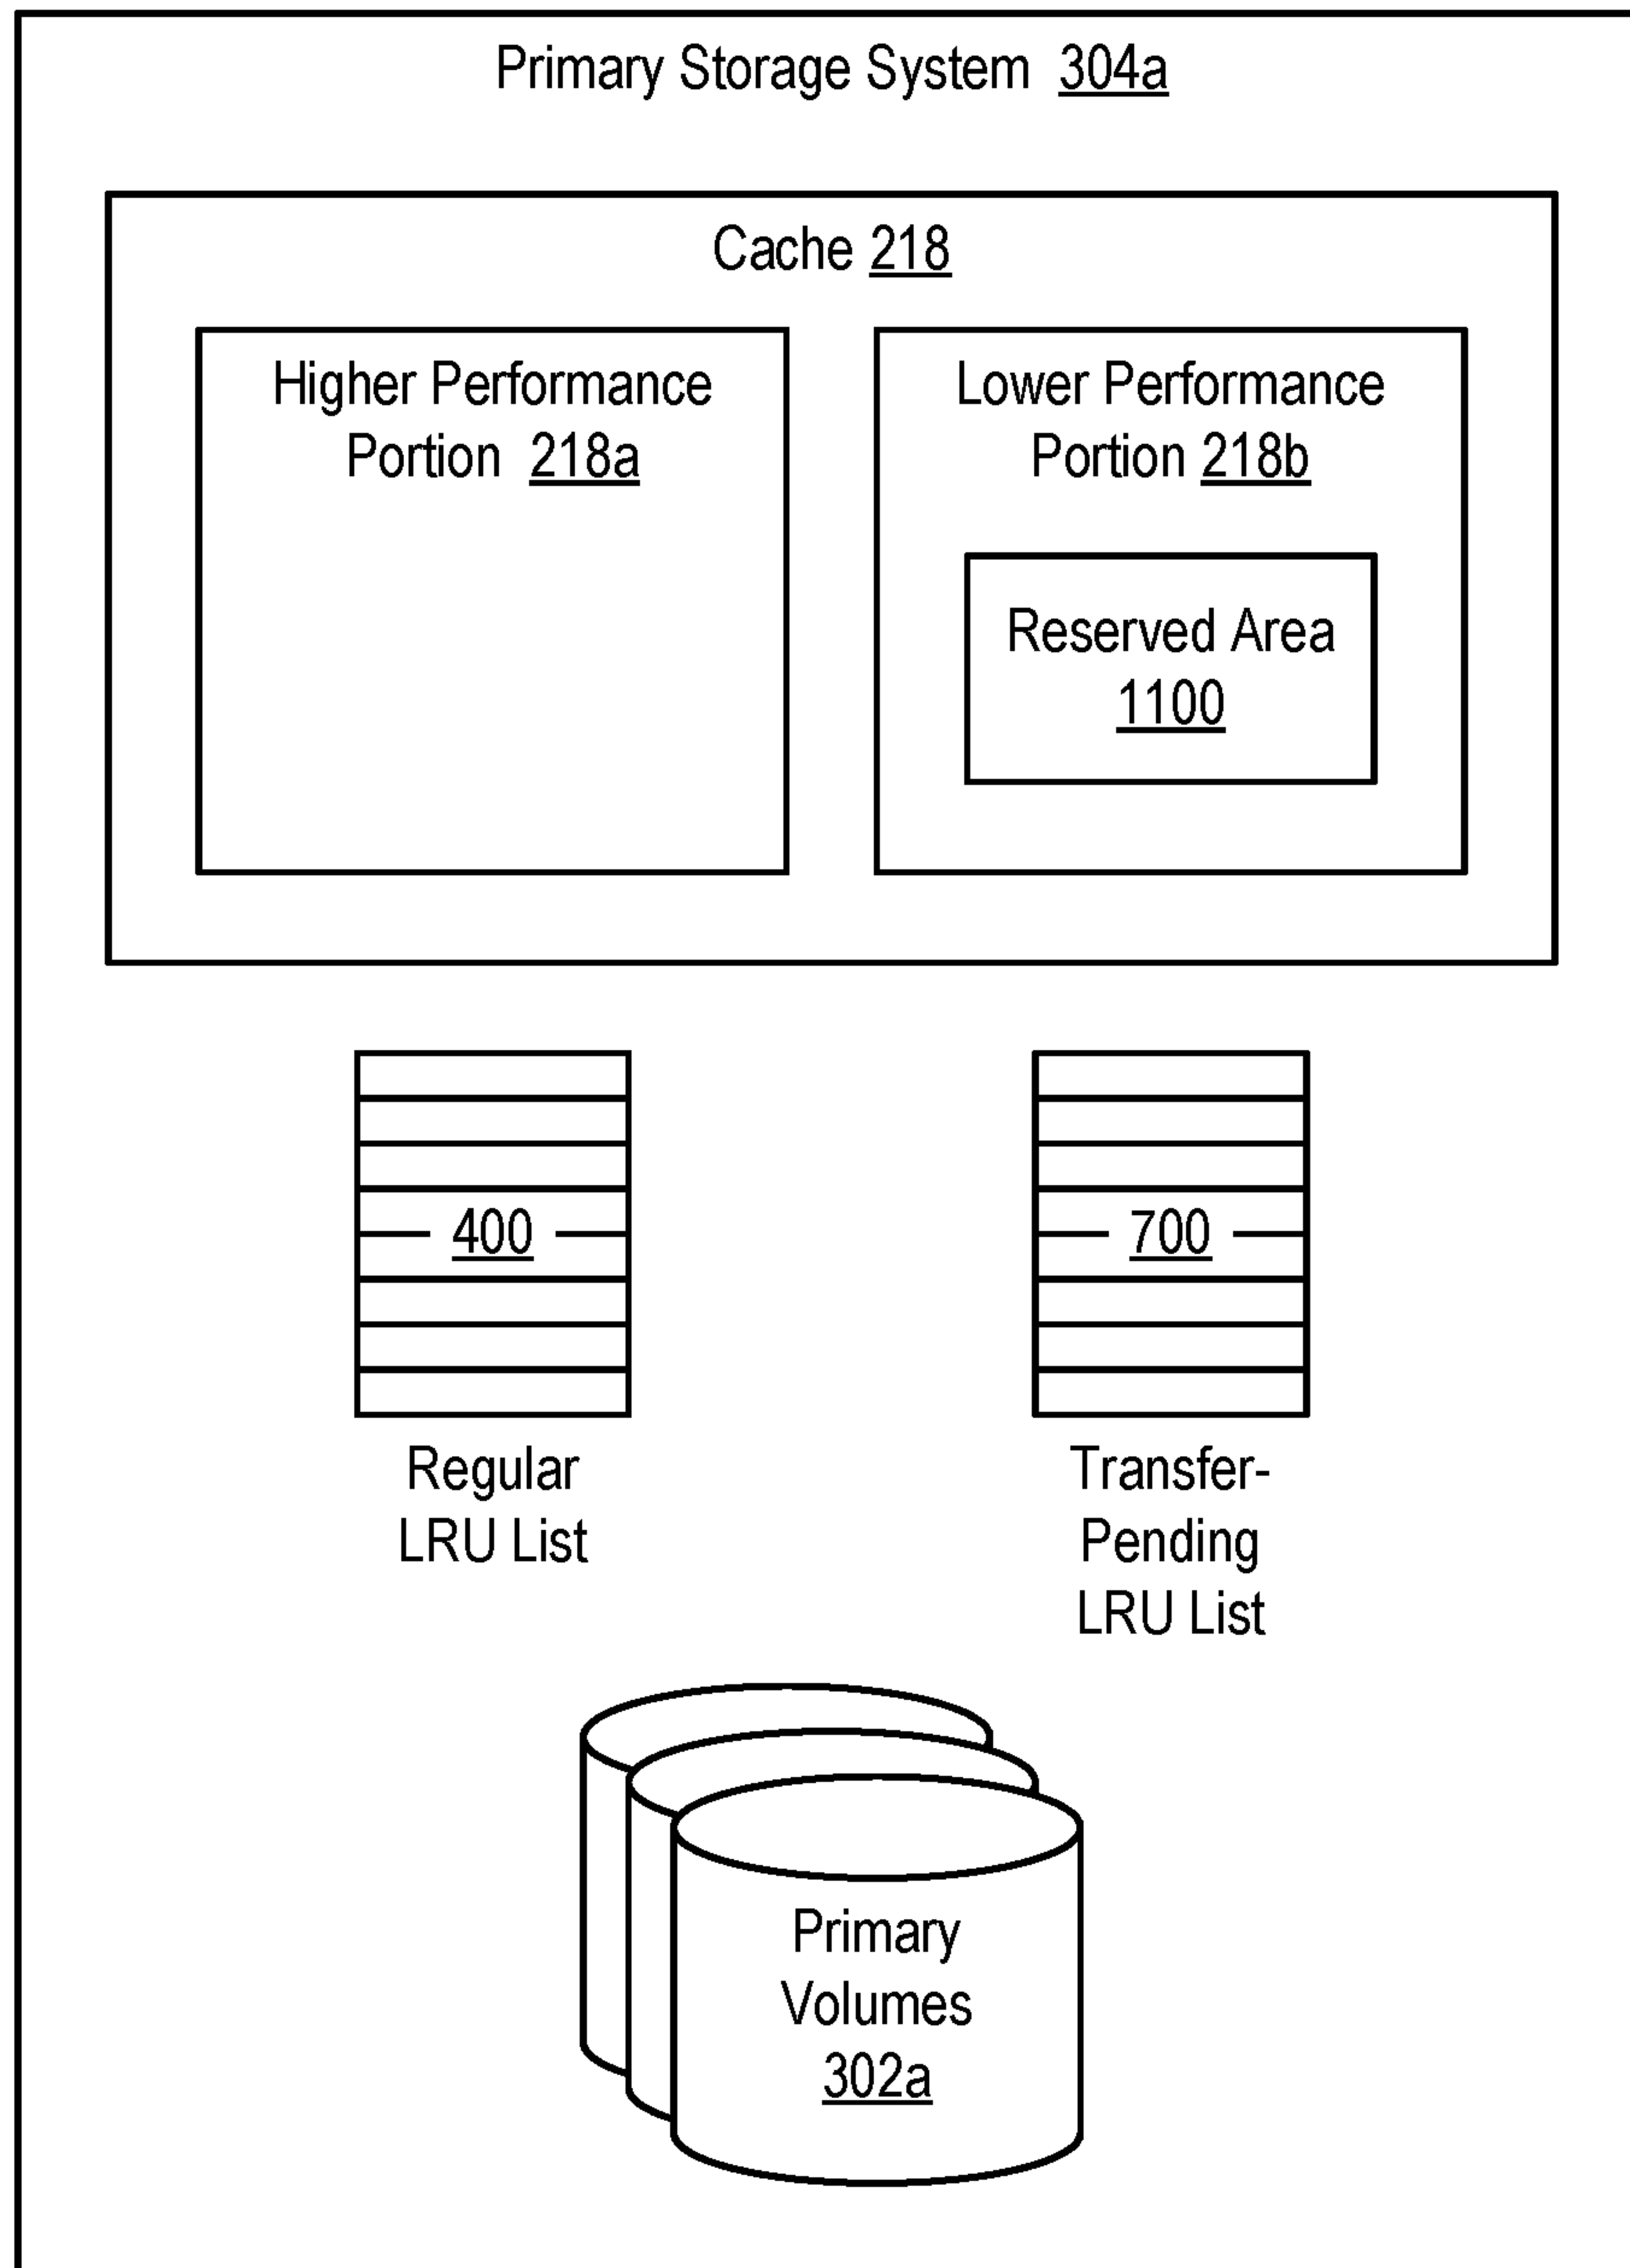 Primary Storage System 304a
Cache 218
Higher Performance
Portion 218a
Lower Performance
Portion 218b
Reserved Area
1100
400
Regular
LRU List
700
Transfer-
Pending
LRU List
Primary
Volumes
302a